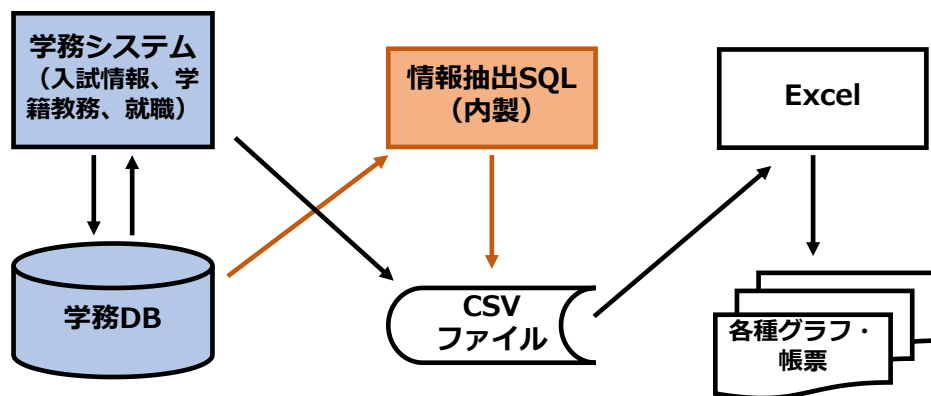 学務システム
（入試情報、学
籍教務、就職）
情報抽出SQL
（内製）
Excel
学務DB
CSV
ファイル
各種グラフ・
帳票